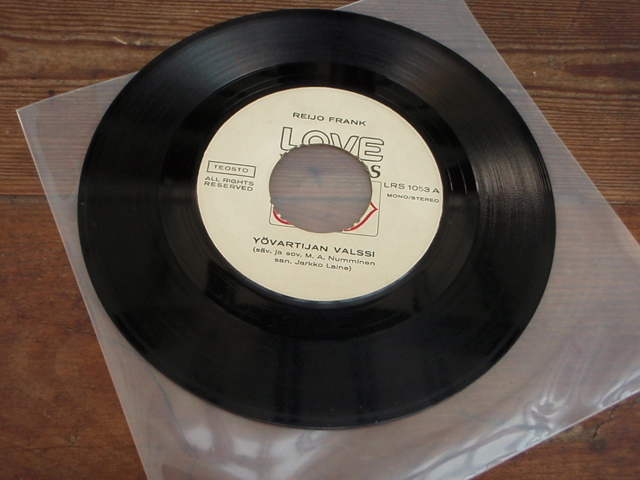 REIJO FRANK
LOVE
TEOSTO
ALL RIGHTS
RESERVED
LRS 1053 A
MONO/STEREO
YÖVARTIJAN VALSSI
(säv. ja sov. M. A. Numminen
san. Jarkko Laine)